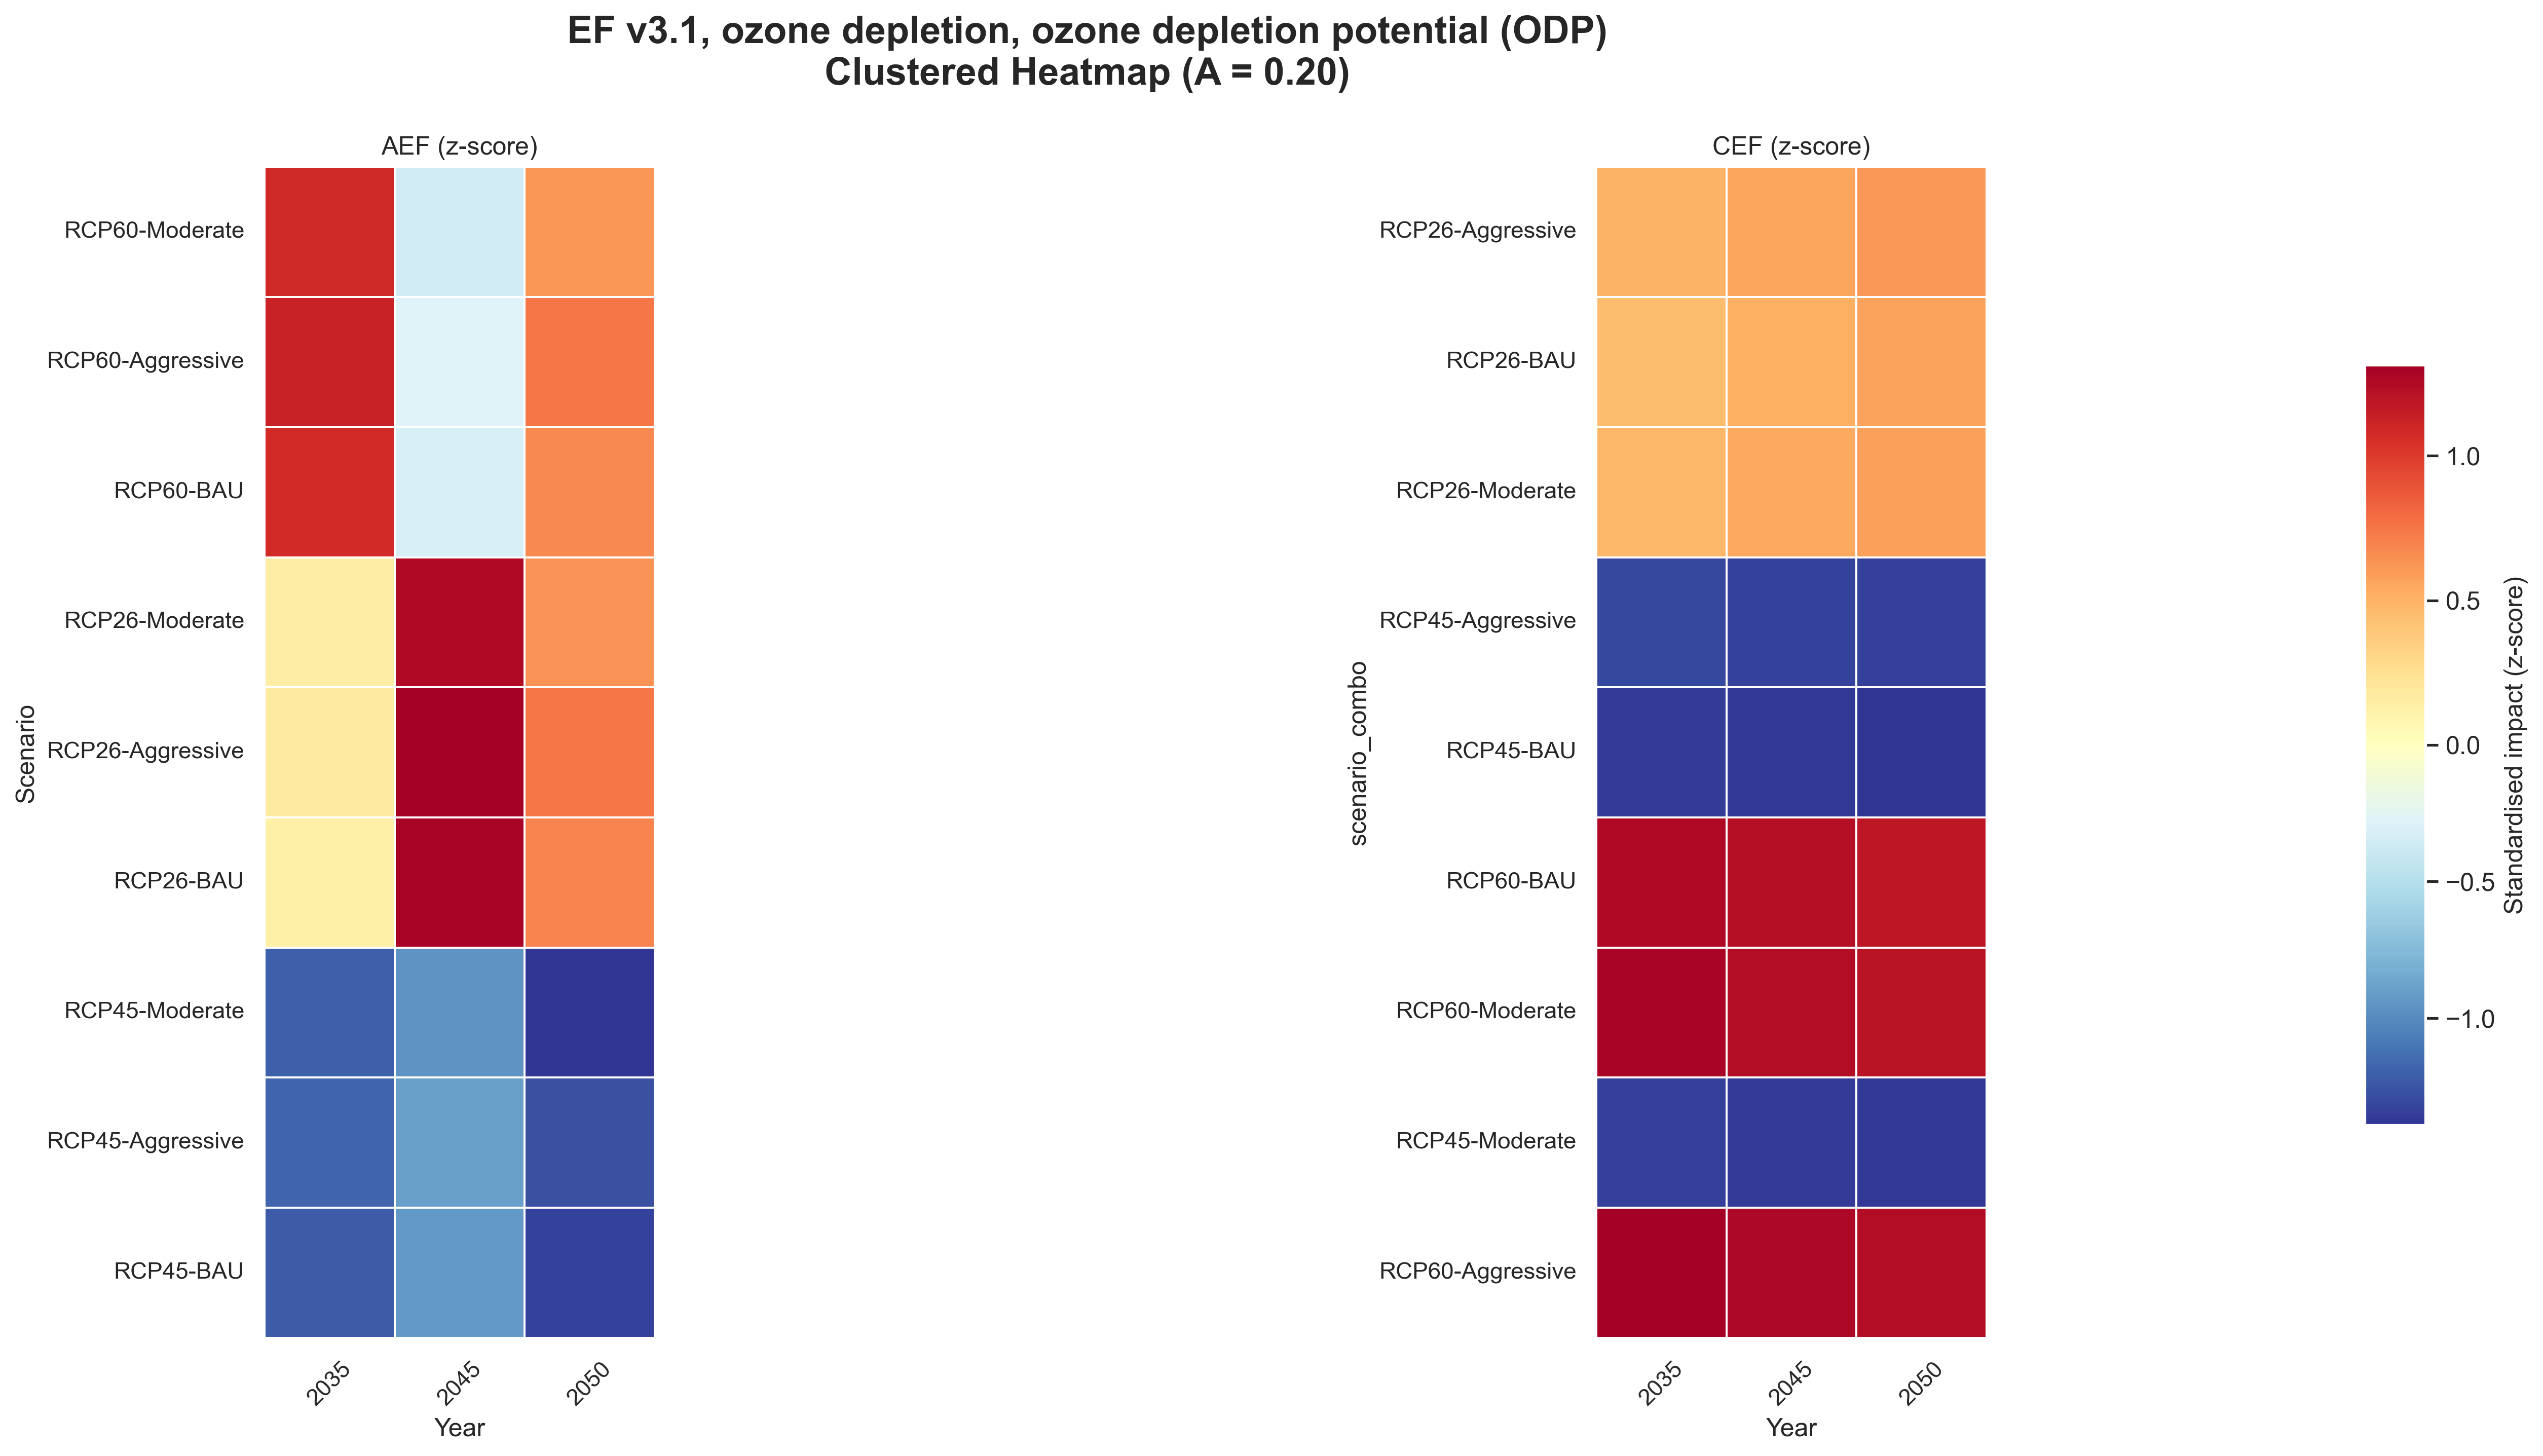 EF v3.1, ozone depletion, ozone depletion potential (ODP)
Clustered Heatmap (A = 0.20)
AEF (z-score)
Scenario
RCP60-Moderate
RCP60-Aggressive
RCP60-BAU
RCP26-Moderate
RCP26-Aggressive
RCP26-BAU
RCP45-Moderate
RCP45-Aggressive
RCP45-BAU
2035
2045
2050
Year
CEF (z-score)
scenario_combo
RCP26-Aggressive
RCP26-BAU
RCP26-Moderate
RCP45-Aggressive
RCP45-BAU
RCP60-BAU
RCP60-Moderate
RCP45-Moderate
RCP60-Aggressive
2035
2045
2050
Year
1.0
0.5
0.0
−0.5
−1.0
Standardised impact (z-score)